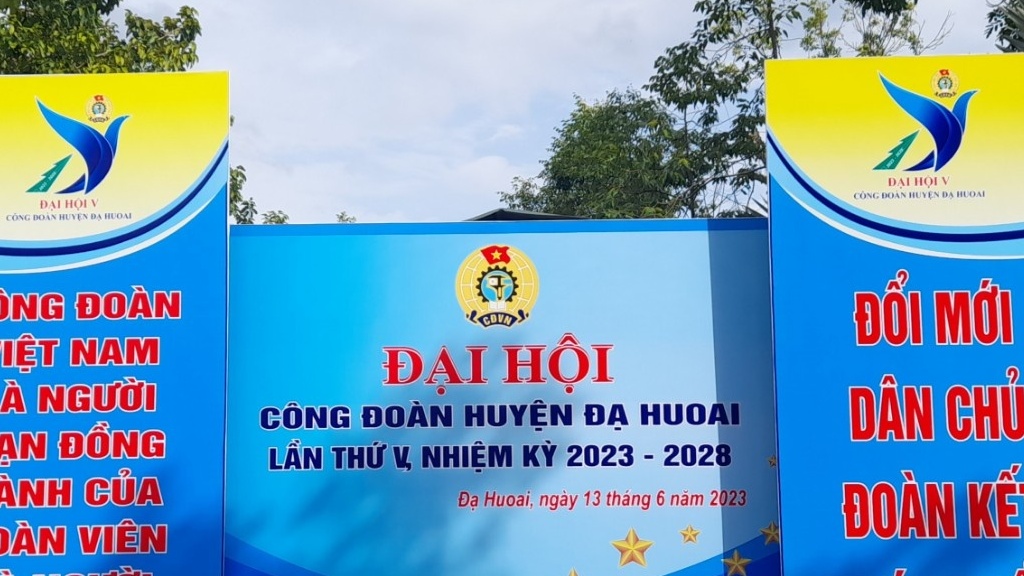 ĐẠI HỘI V
CÔNG ĐOÀN HUYỆN ĐẠ HUOAI
ÔNG ĐOÀN
IỆT NAM
À NGƯỜI
ẠN ĐỒNG
ÀNH CỦA
OÀN VIÊN
CĐVN
ĐẠI HỘI
CÔNG ĐOÀN HUYỆN ĐẠ HUOAI
LẦN THỨ V, NHIỆM KỲ 2023 - 2028
Đạ Huoai, ngày 13 tháng 6 năm 2023
ĐẠI HỘI V
CÔNG ĐOÀN HUYỆN ĐẠ HUOAI
ĐỔI MỚI
DÂN CHỦ
ĐOÀN KẾT